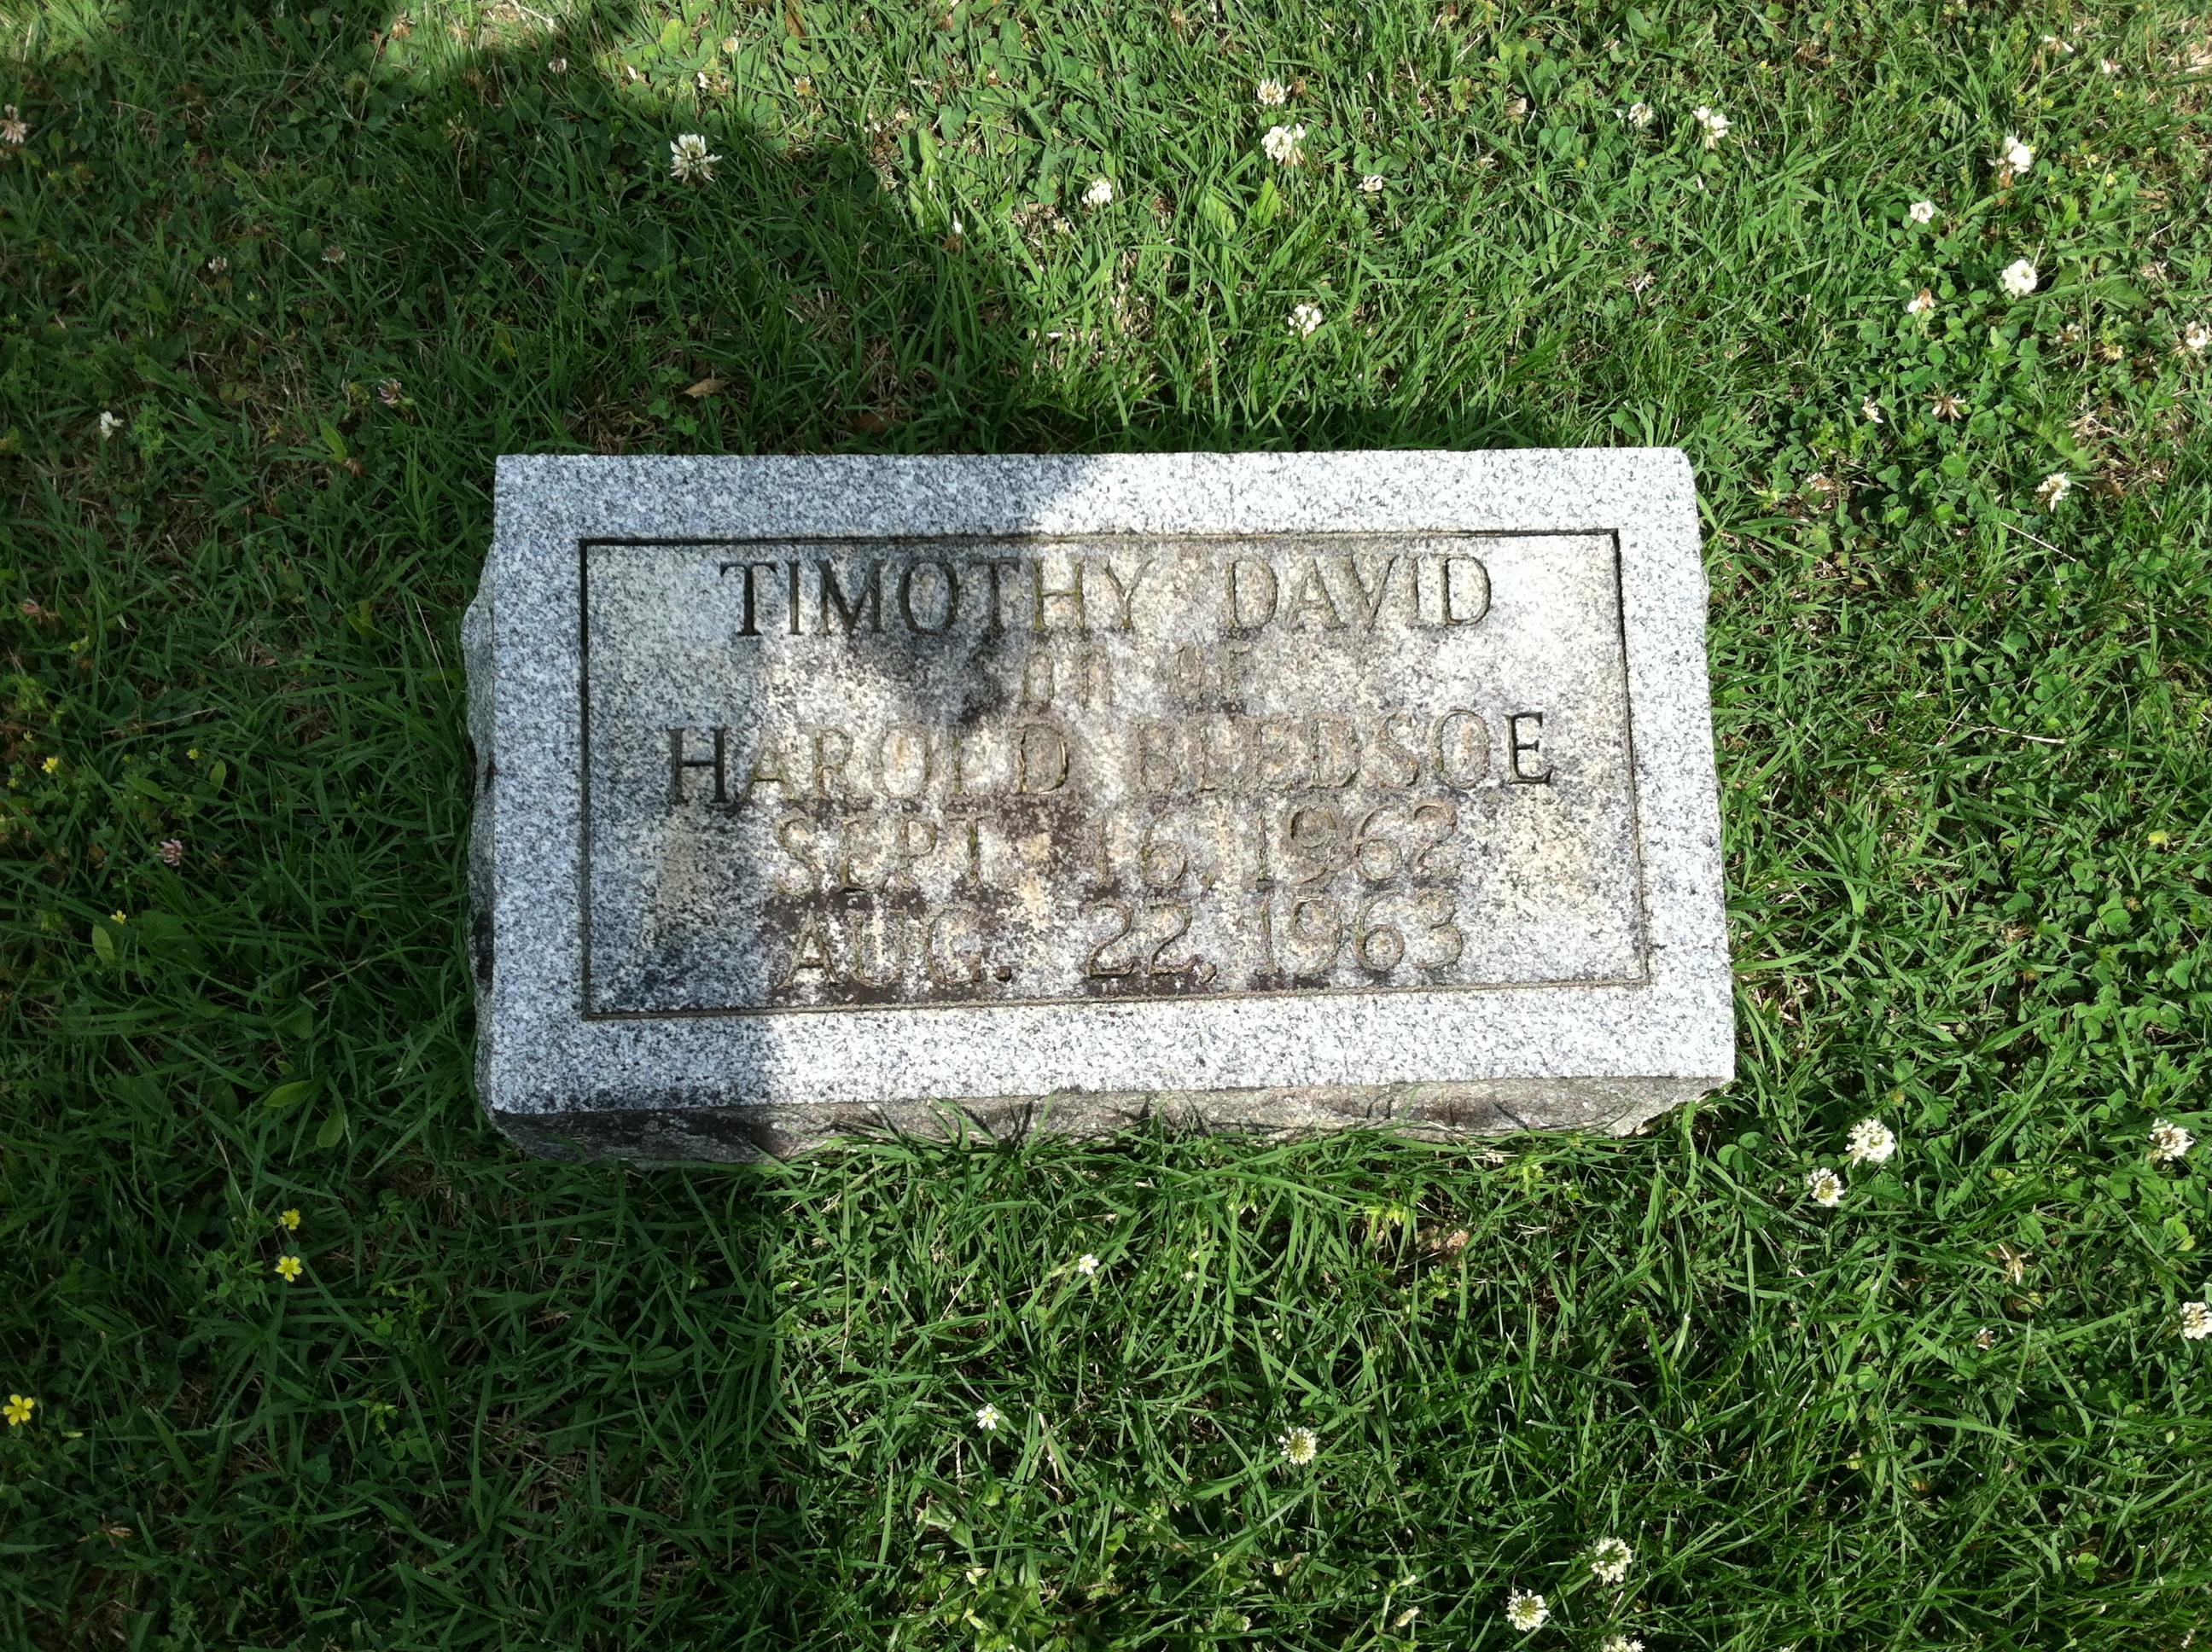 TIMOTHY DAVID
SON OF
HAROLD BLEDSOE
SEPT. 16, 1962
AUG. 22, 1963